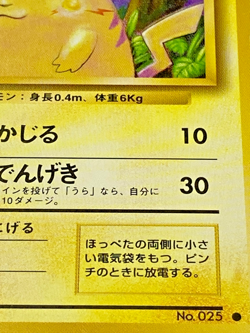 モン：身長0.4m、体重6Kg
かじる 10
でんげき 30
インを投げて「うら」なら、自分に
10ダメージ。
にげる
ほっぺたの両側に小さ
い電気袋をもつ。ピン
チのときに放電する。
No. 025 ●